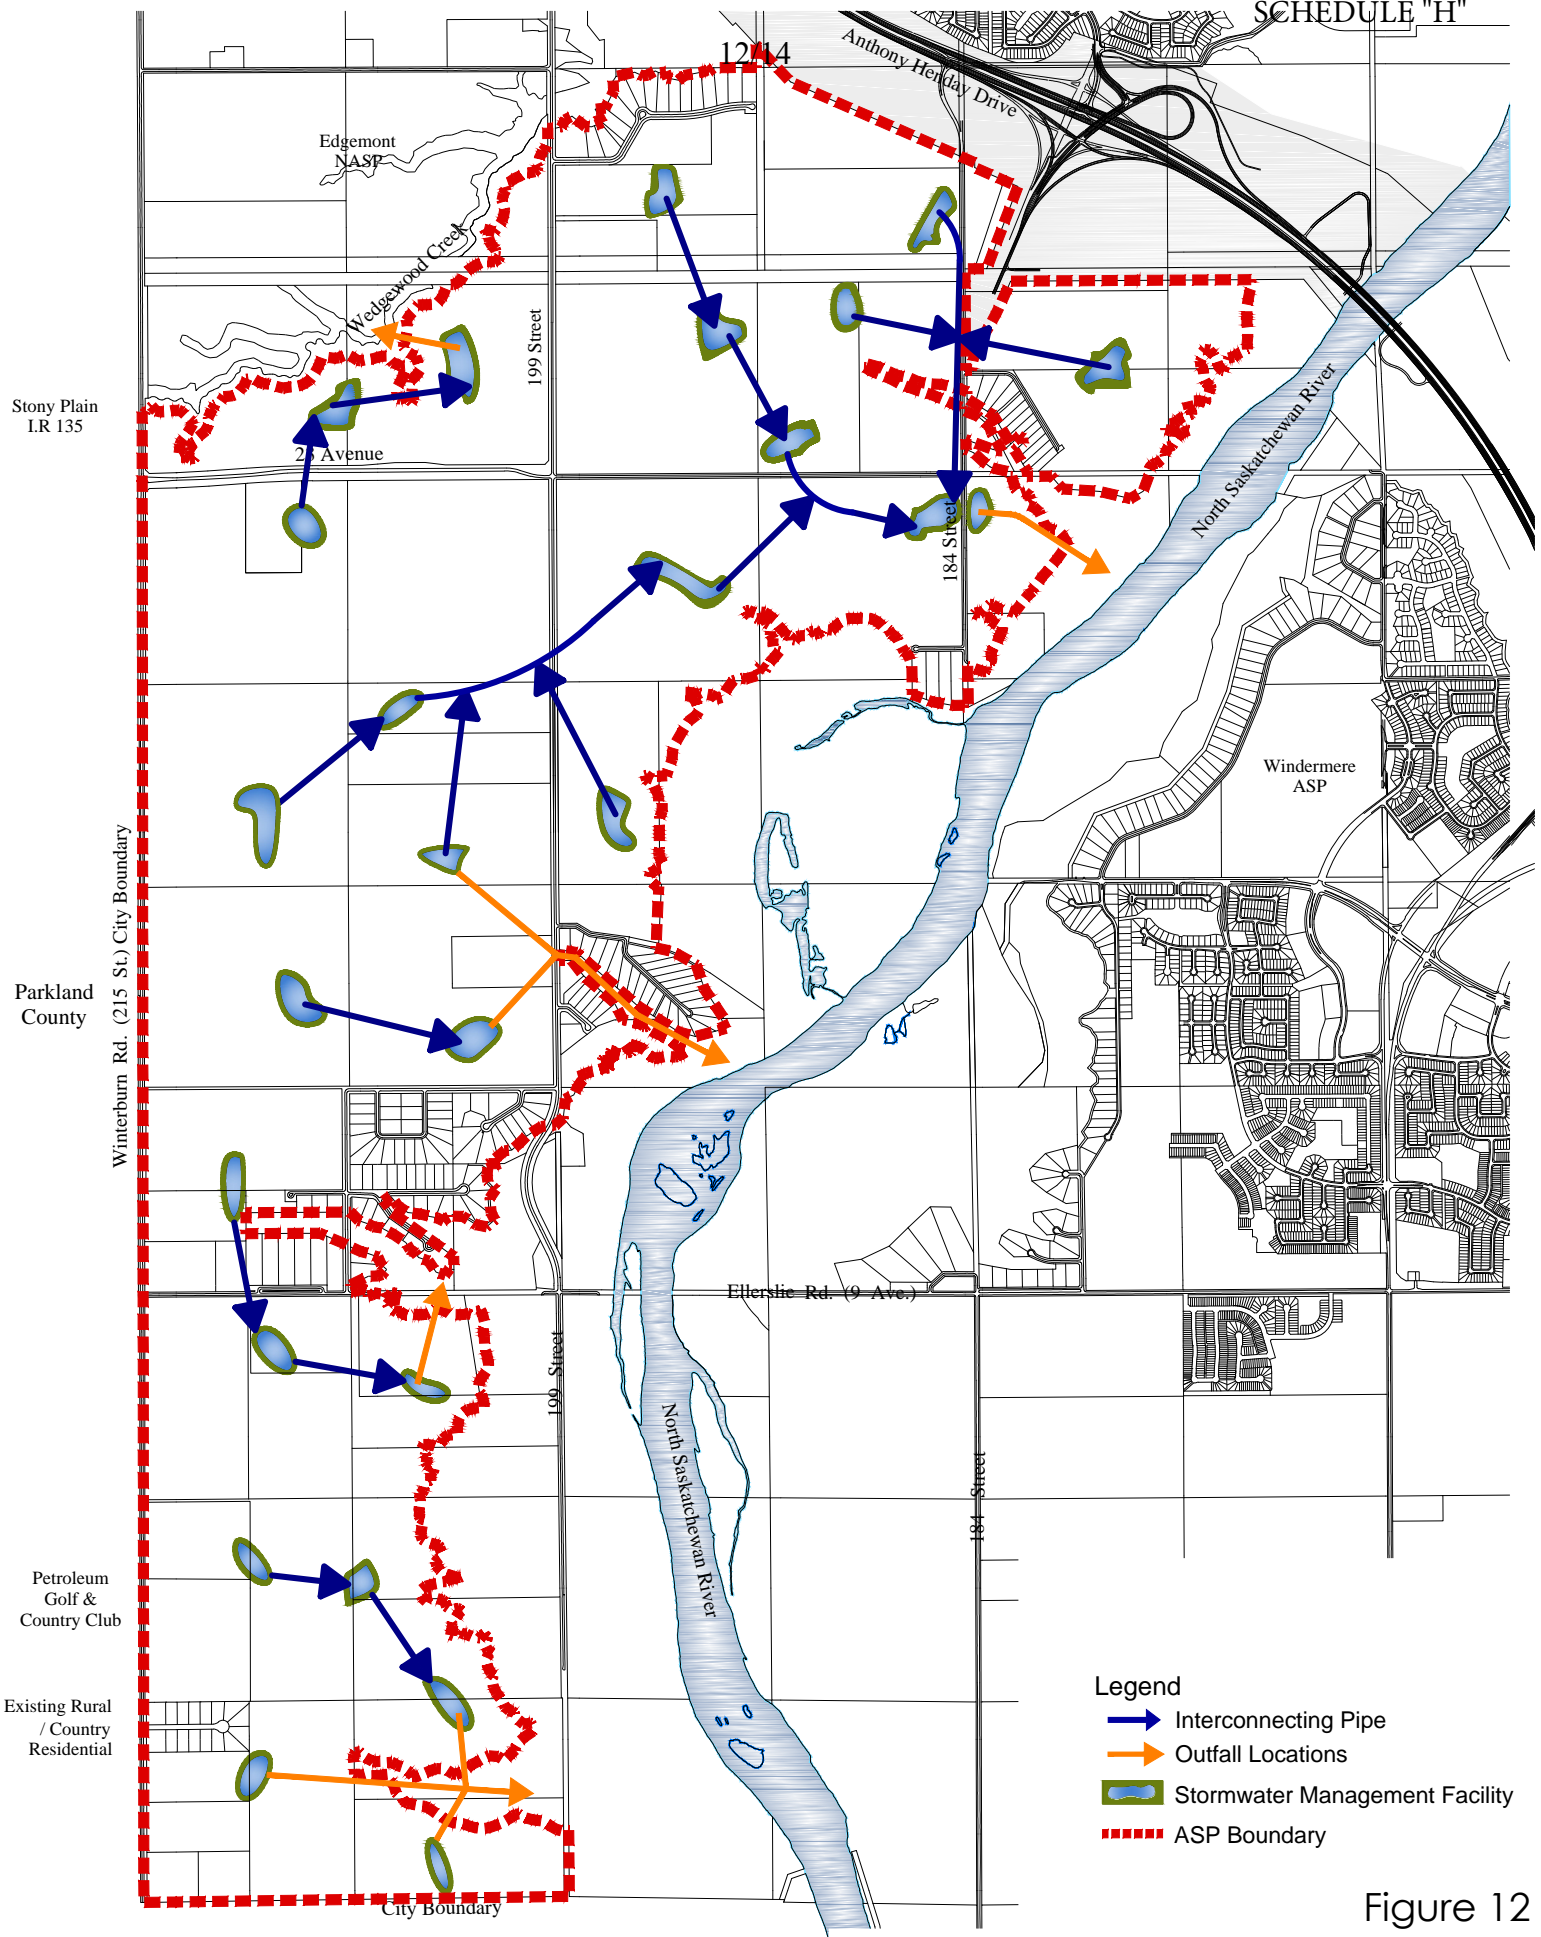 SCHEDULE "H"
12/14
Anthony Henday Drive
Edgemont
NASP
Wedgewood Creek
199 Street
Stony Plain
I.R 135
Avenue
North Saskatchewan River
184 Street
Windermere
ASP
Winterburn Rd. (215 St.) City Boundary
Parkland
County
Ellerslie Rd. (9 Ave.)
199 Street
North Saskatchewan River
184 Street
Petroleum
Golf &
Country Club
Existing Rural
/ Country
Residential
City Boundary
Legend
Interconnecting Pipe
Outfall Locations
Stormwater Management Facility
ASP Boundary
Figure 12